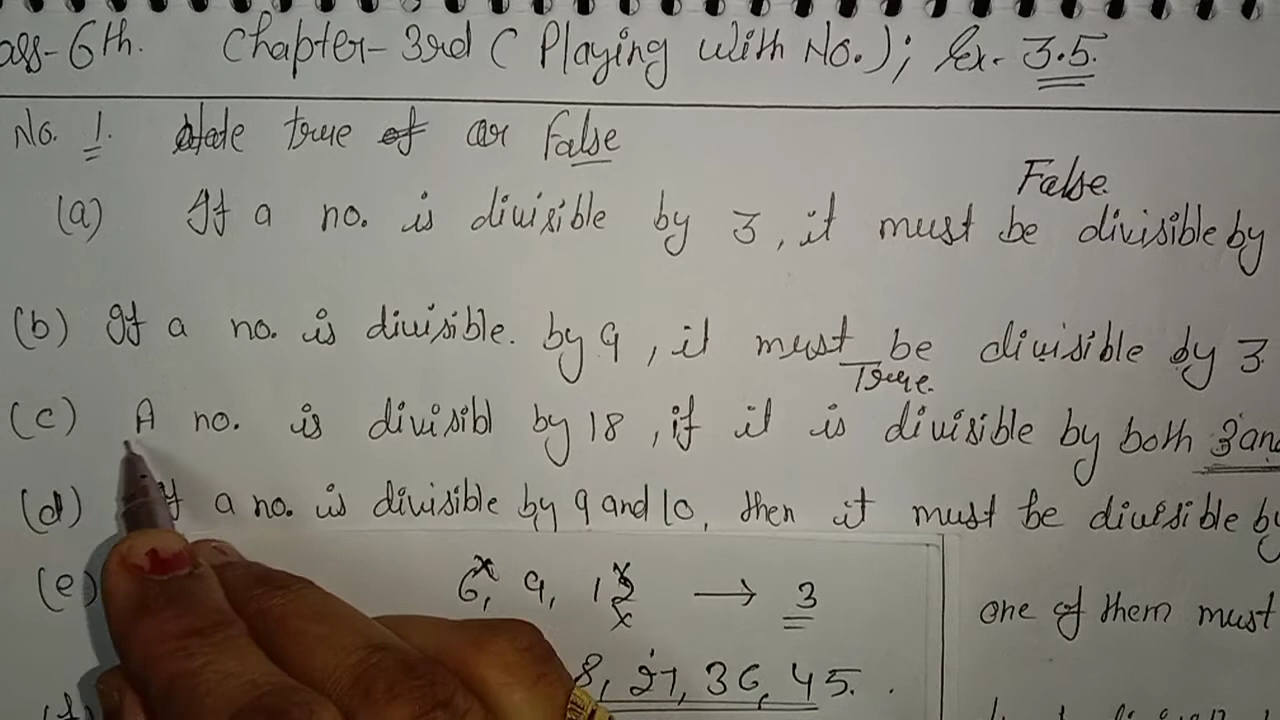 ass-6th. Chapter-3rd ( Playing With No.); Ex- 3.5.
No. 1. State true of or False
False.
(a) If a no. is divisible by 3, it must be divisible by
(b) If a no. is divisible. by 9, it must be divisible by 3
True.
(c) A no. is divisibl by 18, if it is divisible by both 3 and
(d) If a no. is divisible by 9 and 10, then it must be divisible by
(e) 6, 9, 12 → 3 one of them must
8, 27, 36, 45.